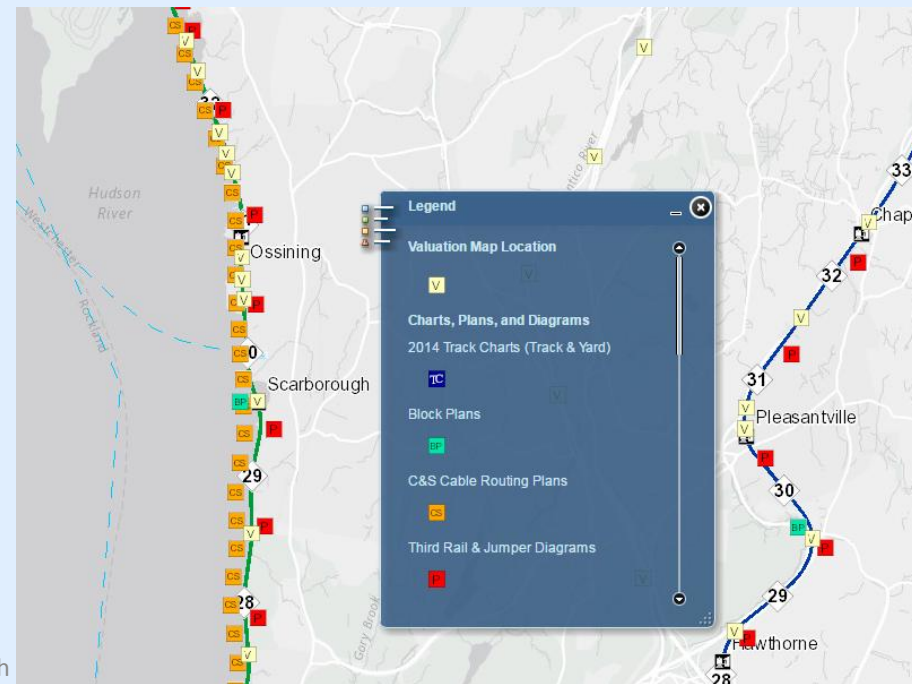 Legend
Valuation Map Location
V
Charts, Plans, and Diagrams
2014 Track Charts (Track & Yard)
TC
Block Plans
BP
C&S Cable Routing Plans
CS
Third Rail & Jumper Diagrams
P
Hudson
River
Westchester
Rockland
Ossining
Scarborough
29
28
Gory Brook
33
32
31
Pleasantville
30
29
28